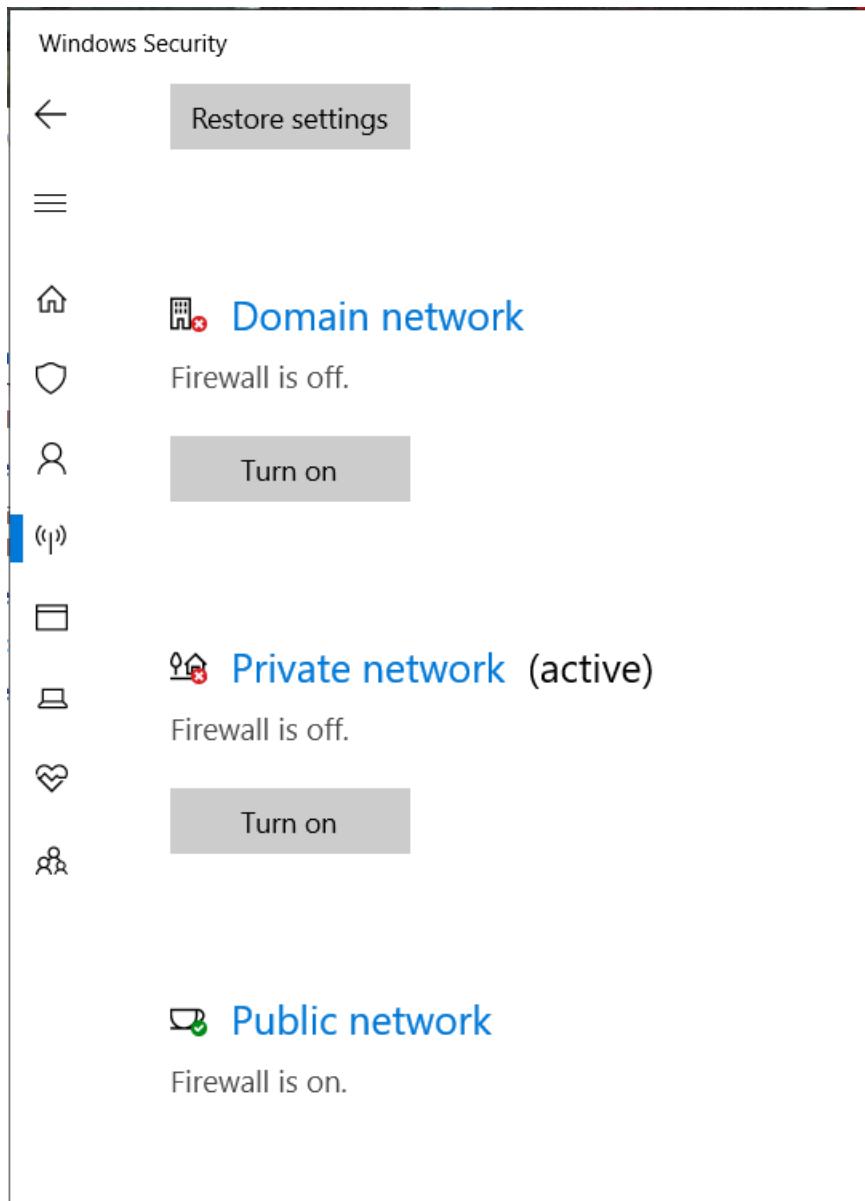 Windows Security
Restore settings
Domain network
Firewall is off.
Turn on
Private network (active)
Firewall is off.
Turn on
Public network
Firewall is on.